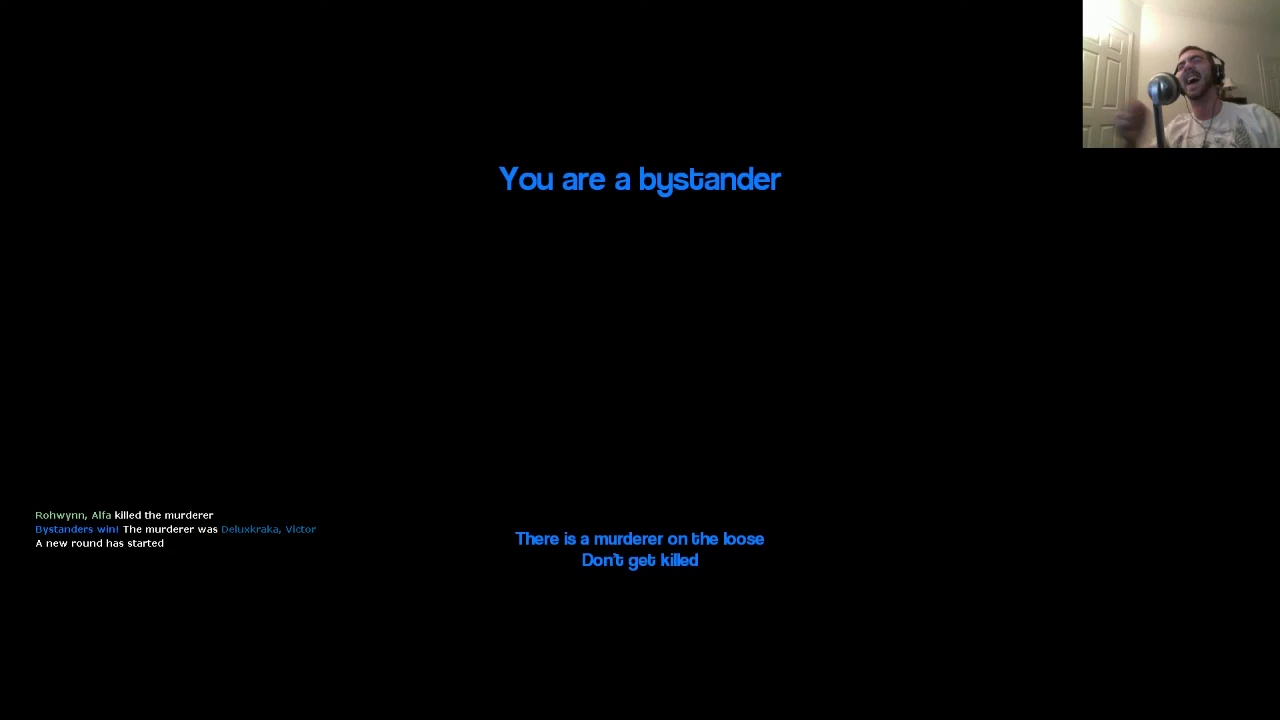 You are a bystander
Rohwynn, Alfa killed the murderer
Bystanders win! The murderer was Deluxkraka, Victor
A new round has started
There is a murderer on the loose
Don't get killed